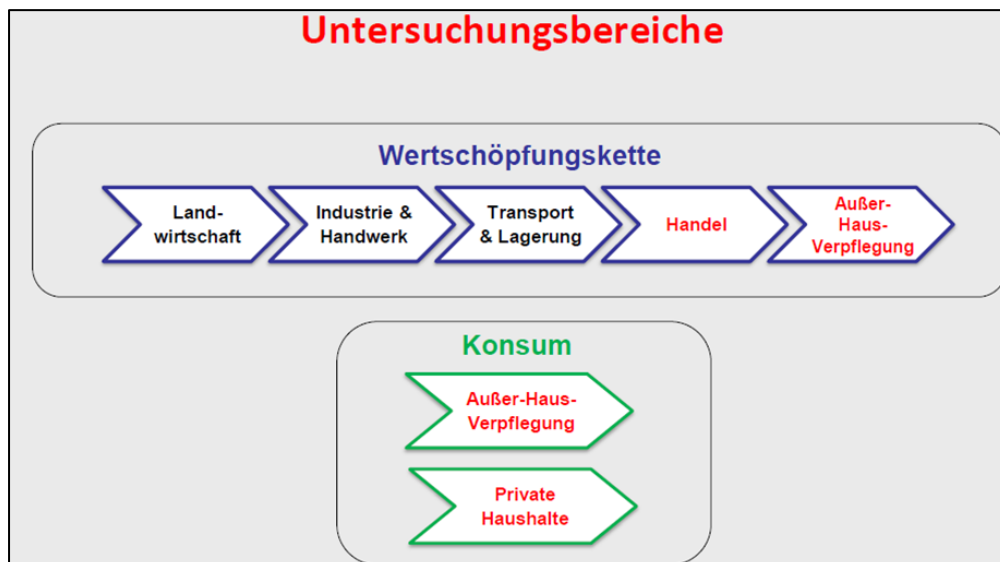 Untersuchungsbereiche
Wertschöpfungskette
Land-
wirtschaft
Industrie &
Handwerk
Transport
& Lagerung
Handel
Außer-
Haus-
Verpflegung
Konsum
Außer-Haus-
Verpflegung
Private
Haushalte